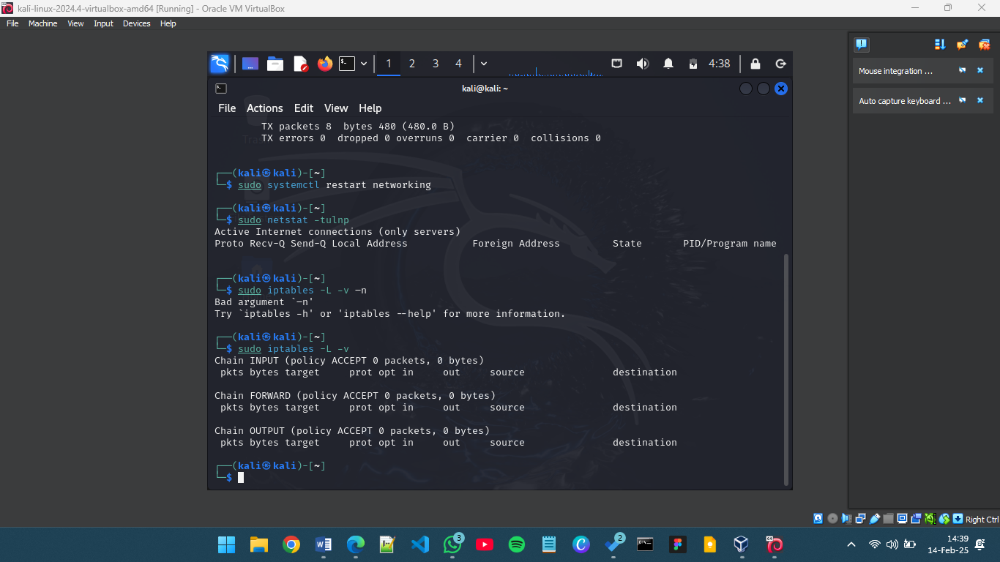 kali-linux-2024.4-virtualbox-amd64 [Running] - Oracle VM VirtualBox
File Machine View Input Devices Help
1 2 3 4 4:38
Mouse integration ...
Auto capture keyboard ...
kali@kali: ~
File Actions Edit View Help
TX packets 8  bytes 480 (480.0 B)
TX errors 0  dropped 0 overruns 0  carrier 0  collisions 0
┌──(kali㉿kali)-[~]
└─$ sudo systemctl restart networking
┌──(kali㉿kali)-[~]
└─$ sudo netstat -tulnp
Active Internet connections (only servers)
Proto Recv-Q Send-Q Local Address           Foreign Address         State       PID/Program name
┌──(kali㉿kali)-[~]
└─$ sudo iptables -L -v –n
Bad argument `–n'
Try `iptables -h' or 'iptables --help' for more information.
┌──(kali㉿kali)-[~]
└─$ sudo iptables -L -v
Chain INPUT (policy ACCEPT 0 packets, 0 bytes)
pkts bytes target     prot opt in     out     source               destination
Chain FORWARD (policy ACCEPT 0 packets, 0 bytes)
pkts bytes target     prot opt in     out     source               destination
Chain OUTPUT (policy ACCEPT 0 packets, 0 bytes)
pkts bytes target     prot opt in     out     source               destination
┌──(kali㉿kali)-[~]
└─$
Right Ctrl
3 2
14:39
14-Feb-25